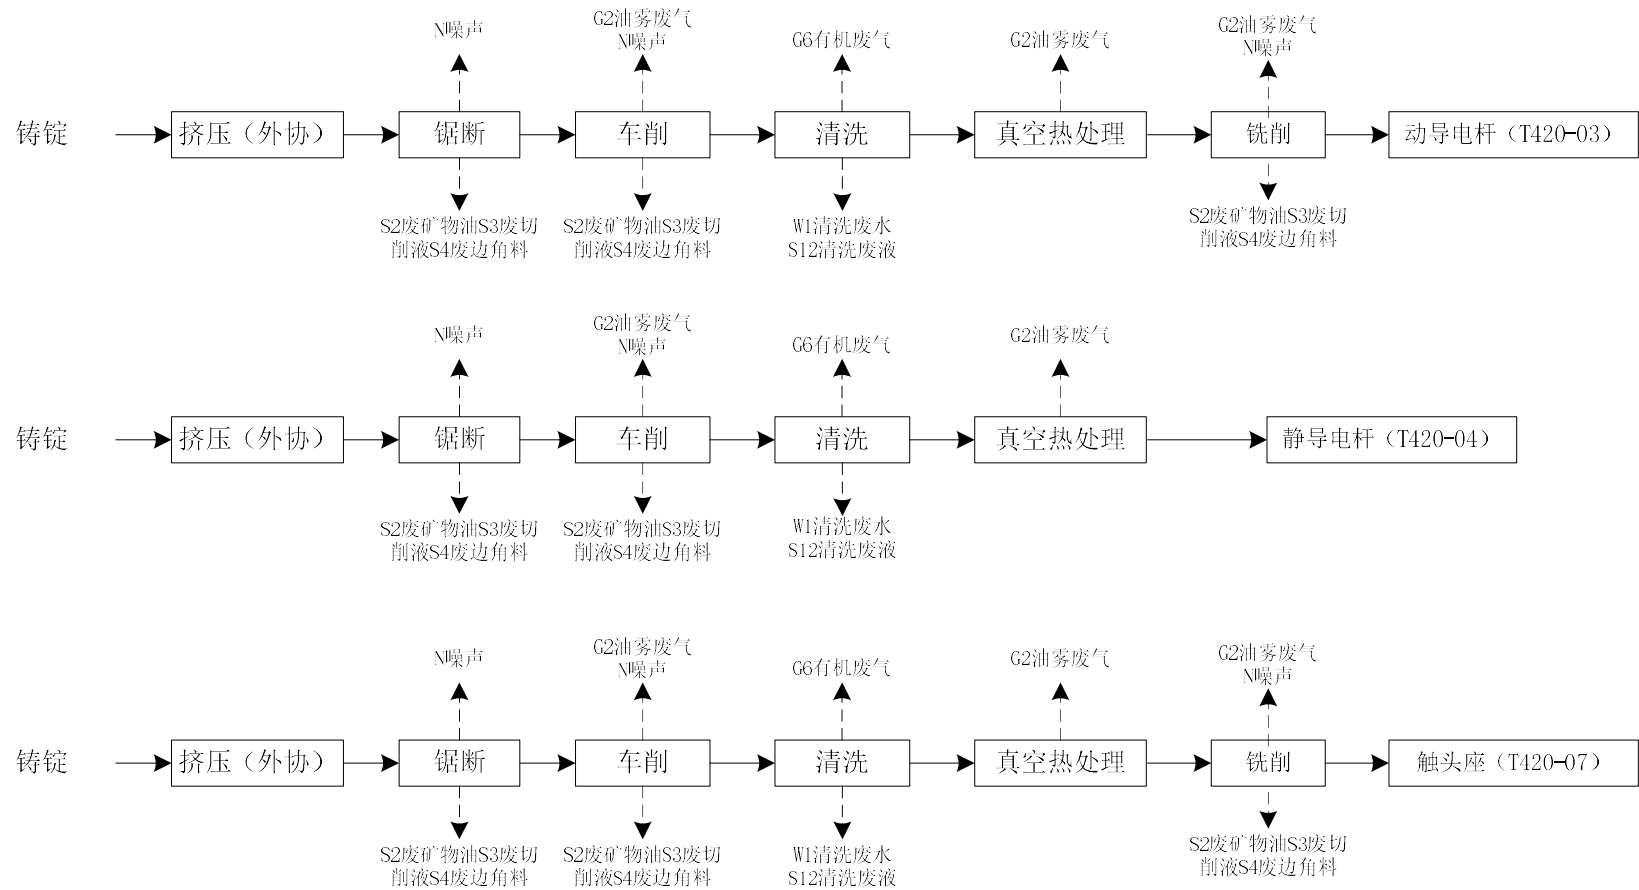 N噪声
G2油雾废气
N噪声
G6有机废气
G2油雾废气
G2油雾废气
N噪声
铸锭
挤压（外协）
锯断
车削
清洗
真空热处理
铣削
动导电杆（T420-03）
S2废矿物油S3废切
削液S4废边角料
S2废矿物油S3废切
削液S4废边角料
W1清洗废水
S12清洗废液
S2废矿物油S3废切
削液S4废边角料
N噪声
G2油雾废气
N噪声
G6有机废气
G2油雾废气
铸锭
挤压（外协）
锯断
车削
清洗
真空热处理
静导电杆（T420-04）
S2废矿物油S3废切
削液S4废边角料
S2废矿物油S3废切
削液S4废边角料
W1清洗废水
S12清洗废液
N噪声
G2油雾废气
N噪声
G6有机废气
G2油雾废气
G2油雾废气
N噪声
铸锭
挤压（外协）
锯断
车削
清洗
真空热处理
铣削
触头座（T420-07）
S2废矿物油S3废切
削液S4废边角料
S2废矿物油S3废切
削液S4废边角料
W1清洗废水
S12清洗废液
S2废矿物油S3废切
削液S4废边角料